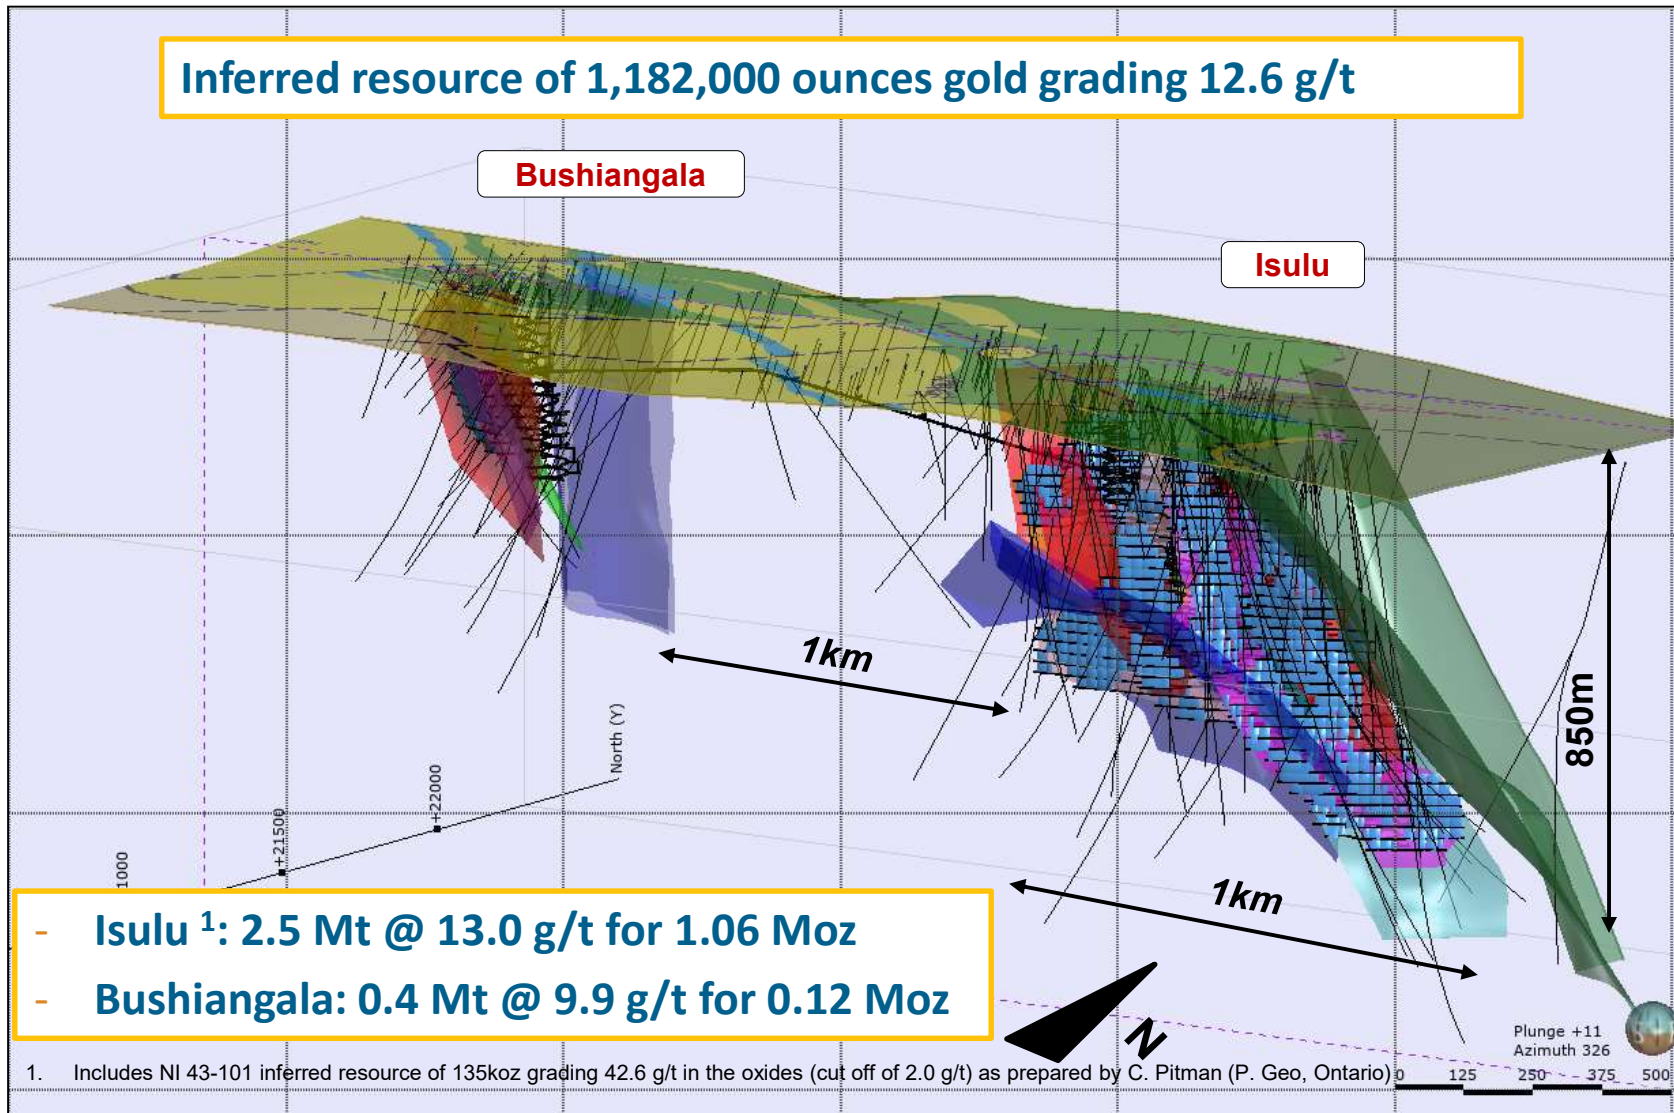 Inferred resource of 1,182,000 ounces gold grading 12.6 g/t
Bushiangala
Isulu
1km
850m
North (Y)
+22000
+21500
1000
1km
- Isulu ¹: 2.5 Mt @ 13.0 g/t for 1.06 Moz
- Bushiangala: 0.4 Mt @ 9.9 g/t for 0.12 Moz
N
Plunge +11
Azimuth 326
0 125 250 375 500
1. Includes NI 43-101 inferred resource of 135koz grading 42.6 g/t in the oxides (cut off of 2.0 g/t) as prepared by C. Pitman (P. Geo, Ontario)